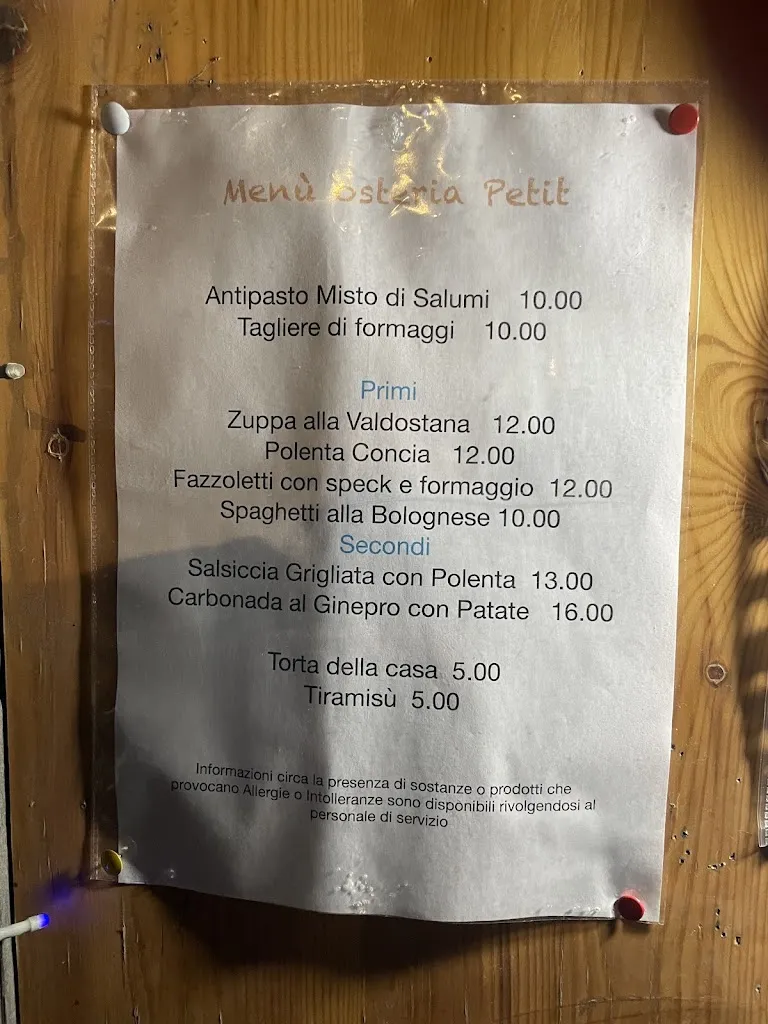 Menù Osteria Petit
Antipasto Misto di Salumi 10.00
Tagliere di formaggi 10.00
Primi
Zuppa alla Valdostana 12.00
Polenta Concia 12.00
Fazzoletti con speck e formaggio 12.00
Spaghetti alla Bolognese 10.00
Secondi
Salsiccia Grigliata con Polenta 13.00
Carbonada al Ginepro con Patate 16.00
Torta della casa 5.00
Tiramisù 5.00
Informazioni circa la presenza di sostanze o prodotti che
provocano Allergie o Intolleranze sono disponibili rivolgendosi al
personale di servizio